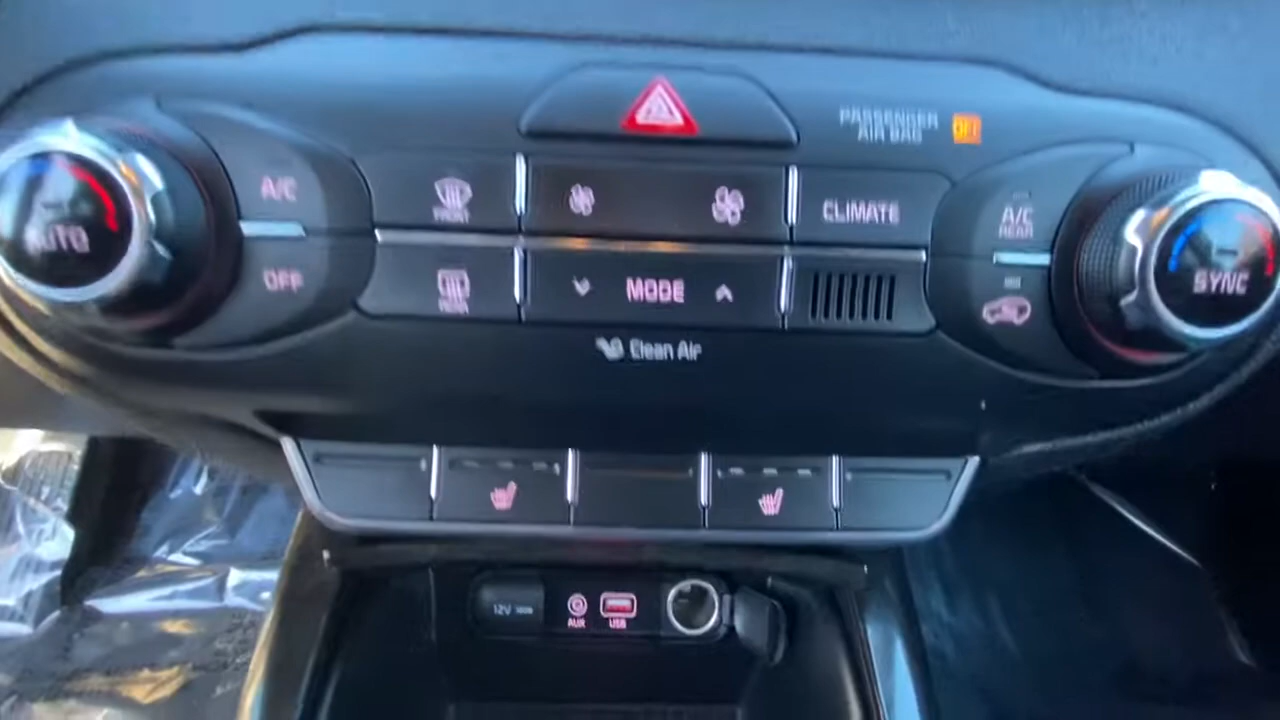 PASSENGER
AIR BAG OFF
A/C
FRONT
CLIMATE
A/C
REAR
AUTO
OFF
REAR
MODE
SYNC
Clean Air
12V
AUX
USB